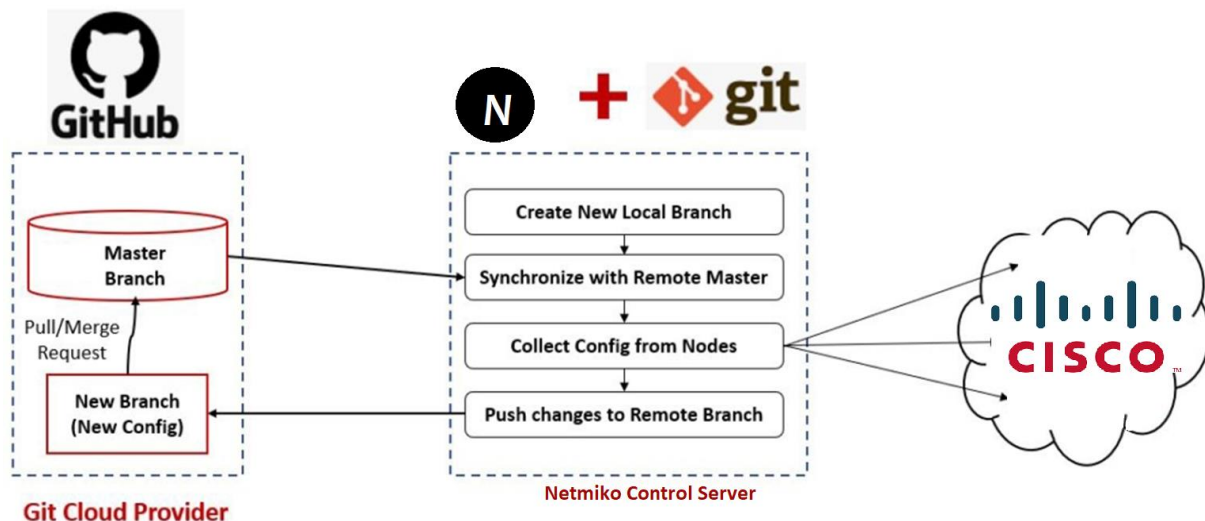 GitHub
N
git
Master
Branch
Pull/Merge
Request
New Branch
(New Config)
Git Cloud Provider
Create New Local Branch
Synchronize with Remote Master
Collect Config from Nodes
Push changes to Remote Branch
Netmiko Control Server
CISCO
TM